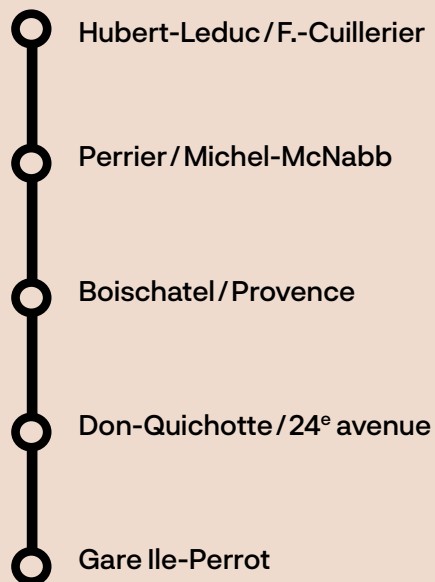 Hubert-Leduc/F.-Cuillerier
Perrier/Michel-McNabb
Boischatel/Provence
Don-Quichotte/24ᵉ avenue
Gare Ile-Perrot